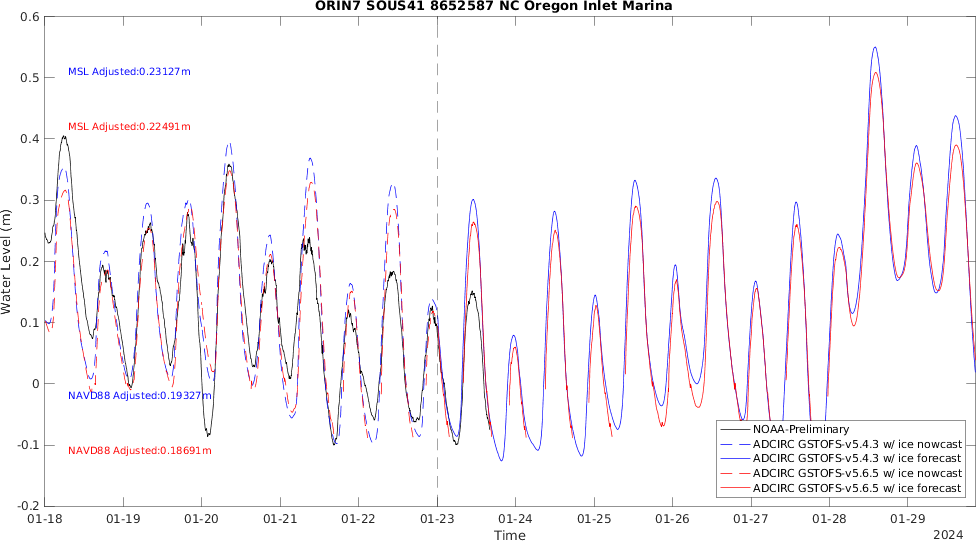 ORIN7 SOUS41 8652587 NC Oregon Inlet Marina
0.6
0.5
0.4
0.3
0.2
0.1
0
-0.1
-0.2
Water Level (m)
MSL Adjusted:0.23127m
MSL Adjusted:0.22491m
NAVD88 Adjusted:0.19327m
NAVD88 Adjusted:0.18691m
NOAA-Preliminary
ADCIRC GSTOFS-v5.4.3 w/ ice nowcast
ADCIRC GSTOFS-v5.4.3 w/ ice forecast
ADCIRC GSTOFS-v5.6.5 w/ ice nowcast
ADCIRC GSTOFS-v5.6.5 w/ ice forecast
01-18 01-19 01-20 01-21 01-22 01-23 01-24 01-25 01-26 01-27 01-28 01-29
Time
2024